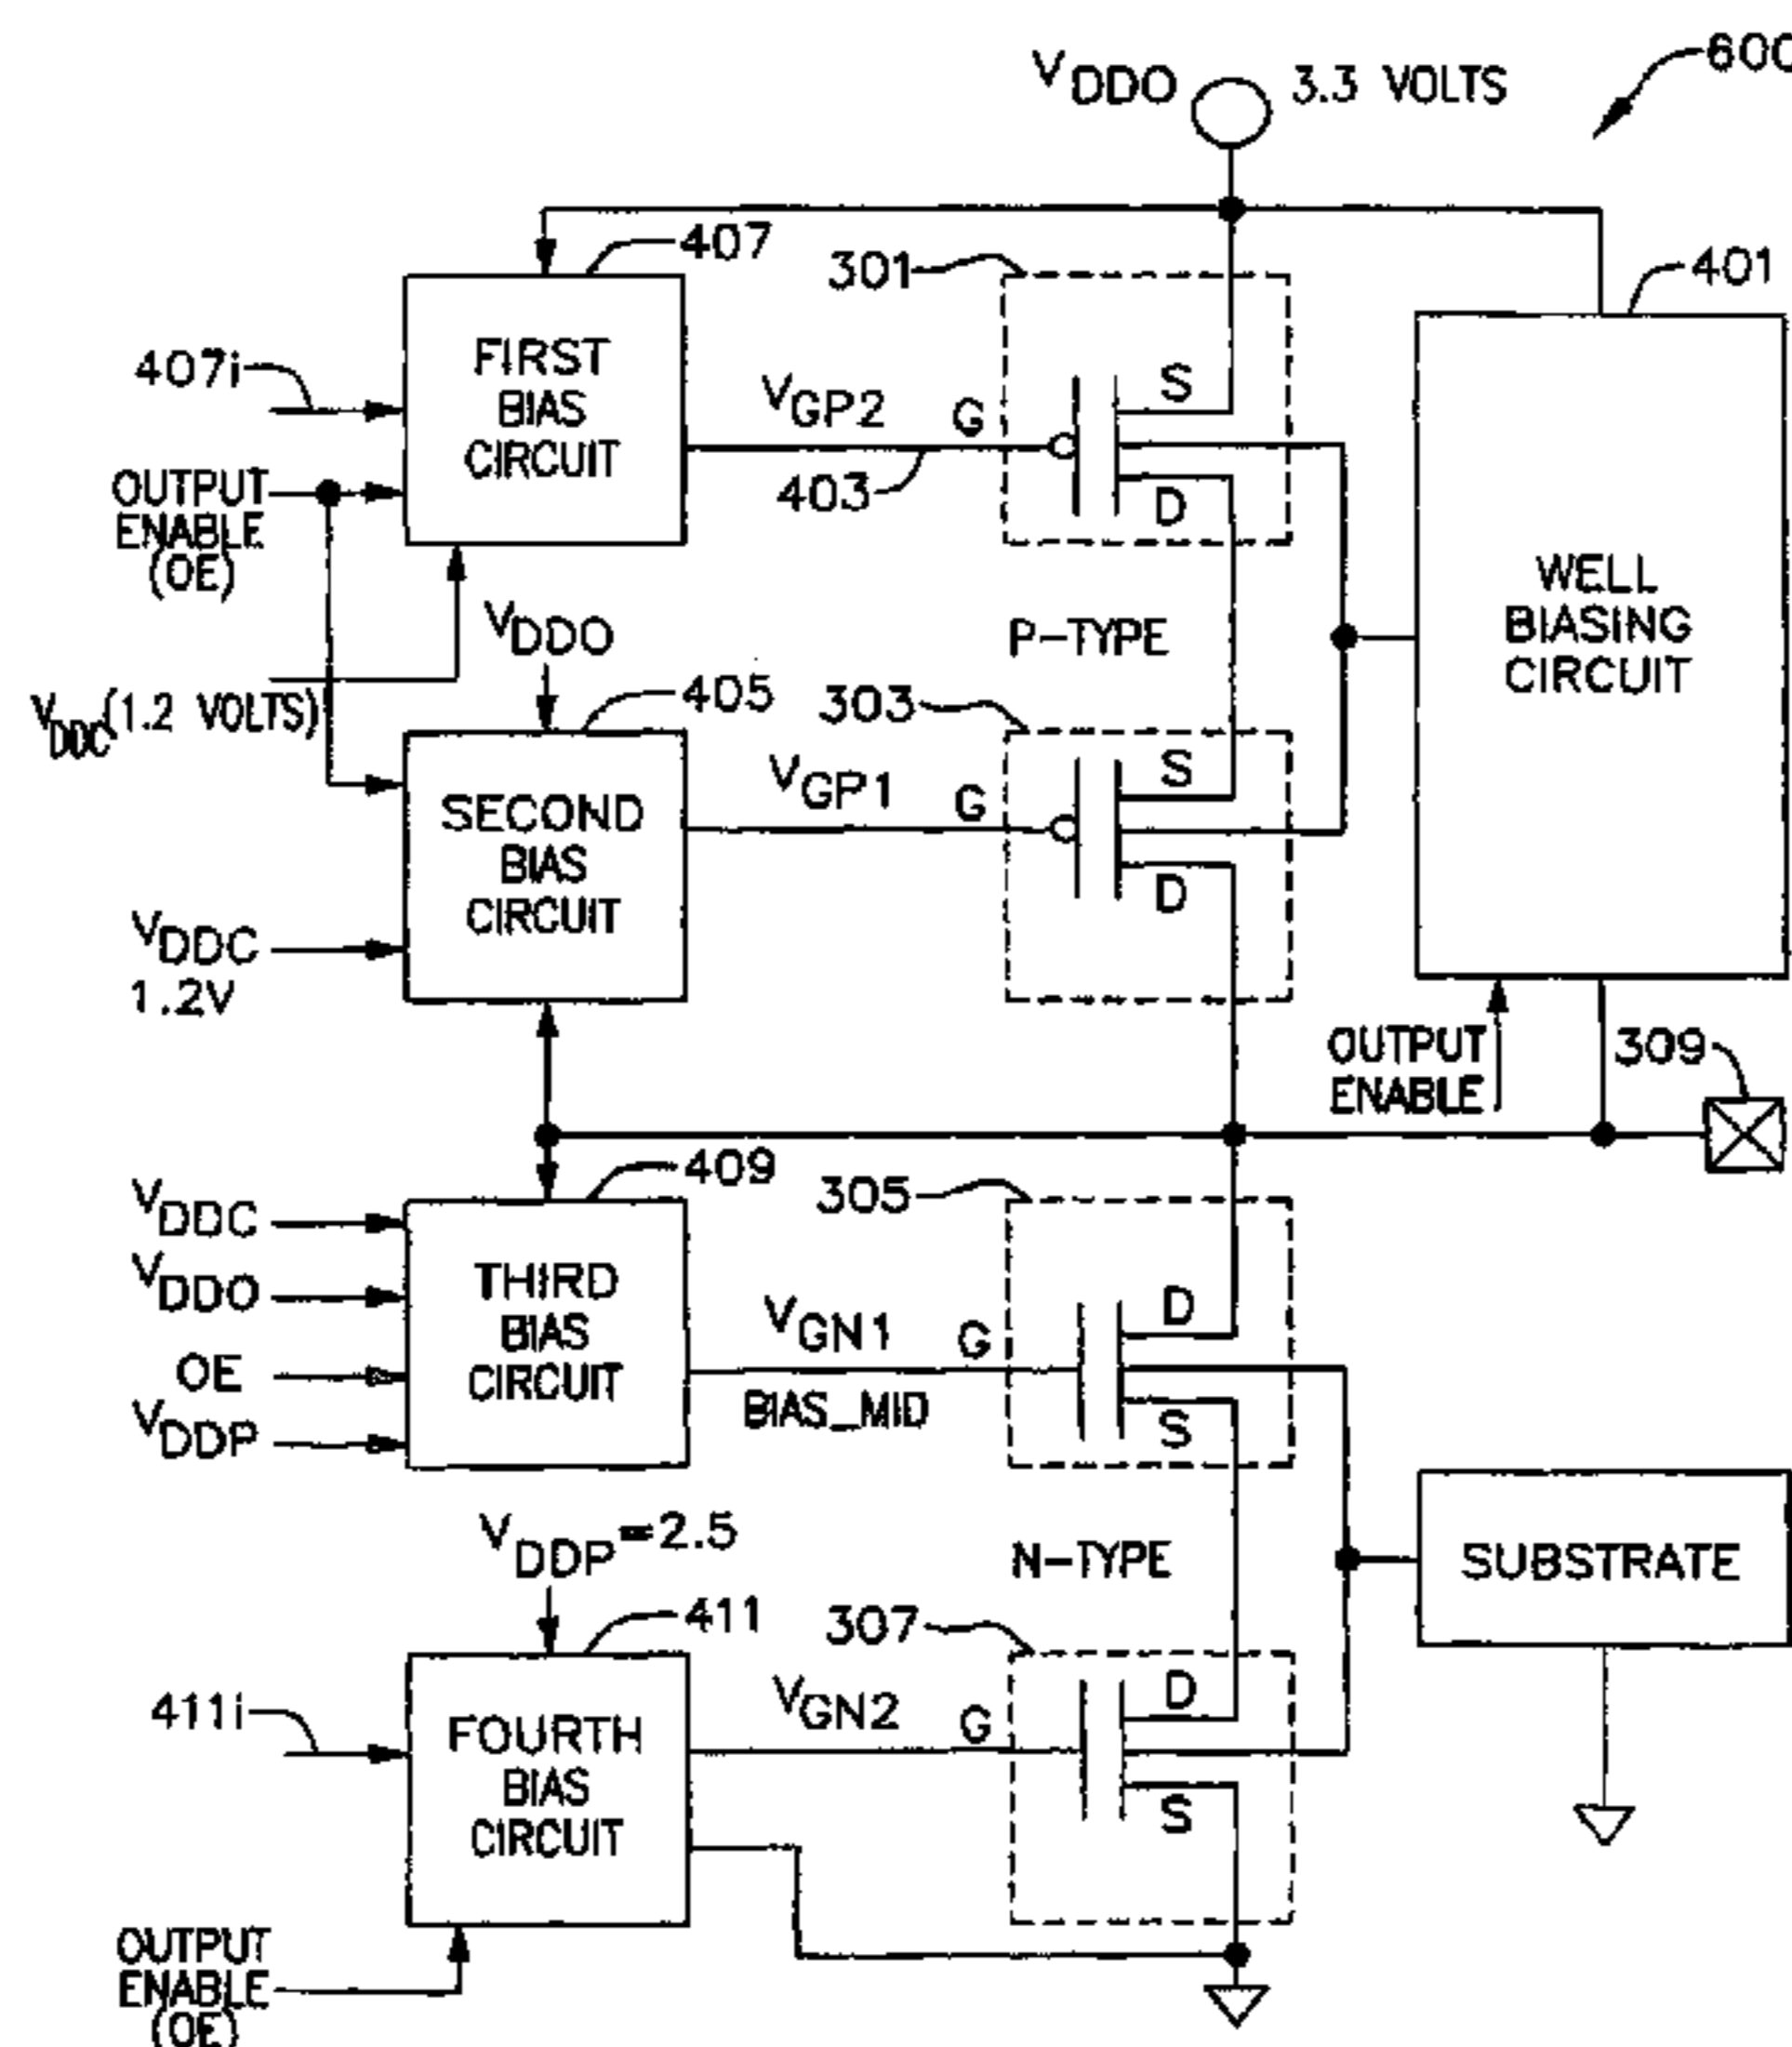 600
VDDO 3.3 VOLTS
407
301
401
FIRST
BIAS
CIRCUIT
407i
VGP2
G
S
D
403
OUTPUT
ENABLE
(OE)
WELL
BIASING
CIRCUIT
VDDO
P-TYPE
VDDC(1.2 VOLTS)
405
303
SECOND
BIAS
CIRCUIT
VGP1
G
S
D
VDDC
1.2V
OUTPUT
ENABLE
309
409
305
VDDC
VDDO
OE
VDDP
THIRD
BIAS
CIRCUIT
VGN1
BIAS_MID
G
D
S
VDDP=2.5
N-TYPE
SUBSTRATE
411
307
411i
FOURTH
BIAS
CIRCUIT
VGN2
G
D
S
OUTPUT
ENABLE
(OE)